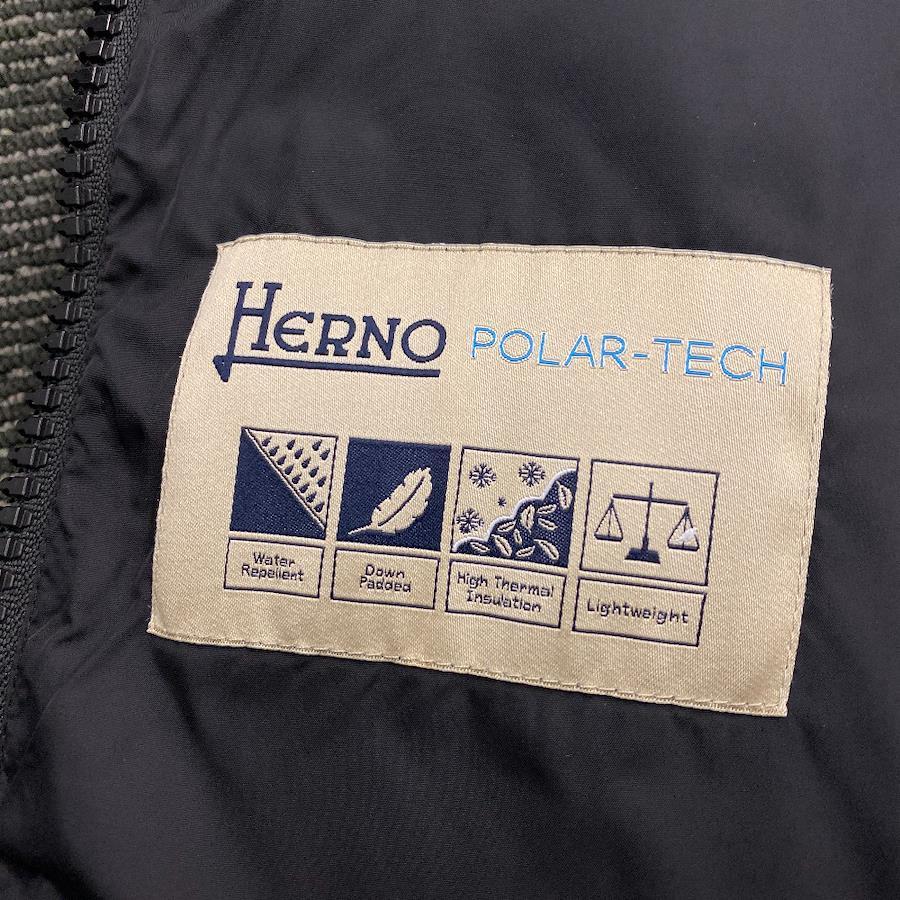 HERNO POLAR-TECH
Water
Repellent
Down
Padded
High Thermal
Insulation
Lightweight